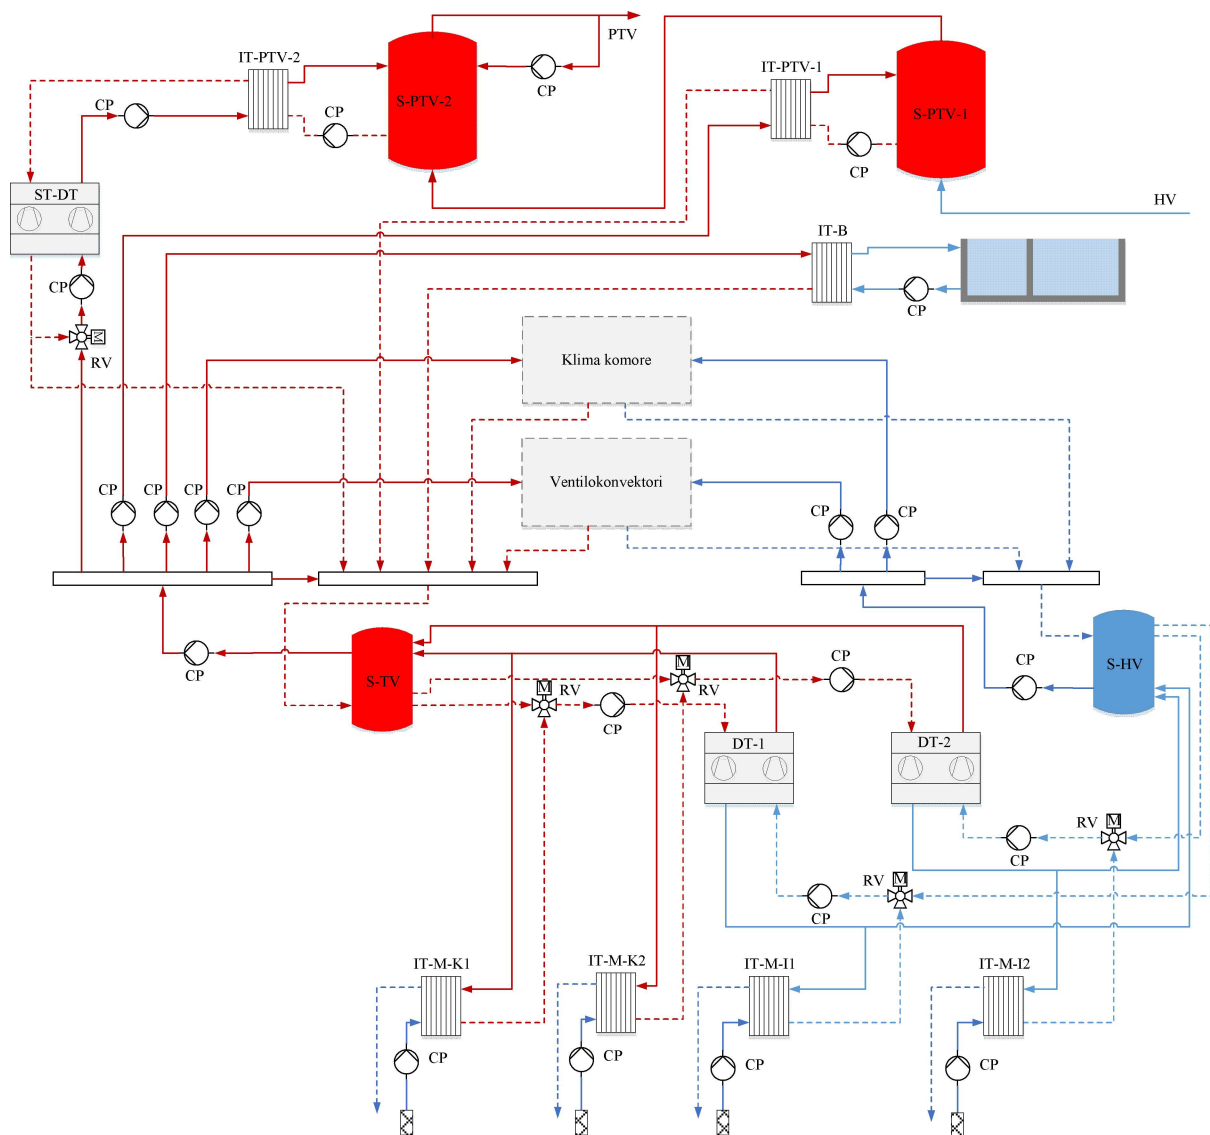 PTV
IT-PTV-2
IT-PTV-1
CP
CP
S-PTV-2
S-PTV-1
CP
CP
ST-DT
HV
IT-B
CP
CP
RV
Klima komore
Ventilokonvektori
CP
CP
CP
CP
CP
CP
S-HV
CP
S-TV
CP
M
M
RV
RV
CP
DT-1
DT-2
CP
M
RV
M
CP
RV
M
CP
IT-M-K1
IT-M-K2
IT-M-I1
IT-M-I2
CP
CP
CP
CP